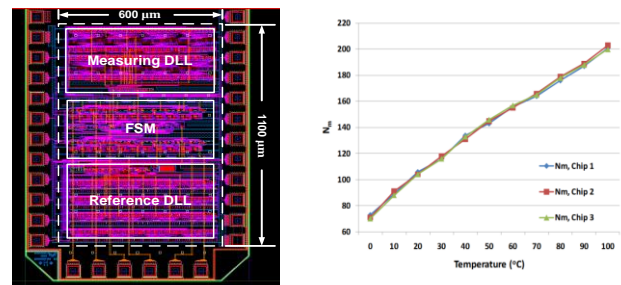 600 μm
Measuring DLL
FSM
Reference DLL
1100 μm
220
200
180
160
140
120
100
80
60
Nm
0 10 20 30 40 50 60 70 80 90 100
Temperature (°C)
Nm, Chip 1
Nm, Chip 2
Nm, Chip 3